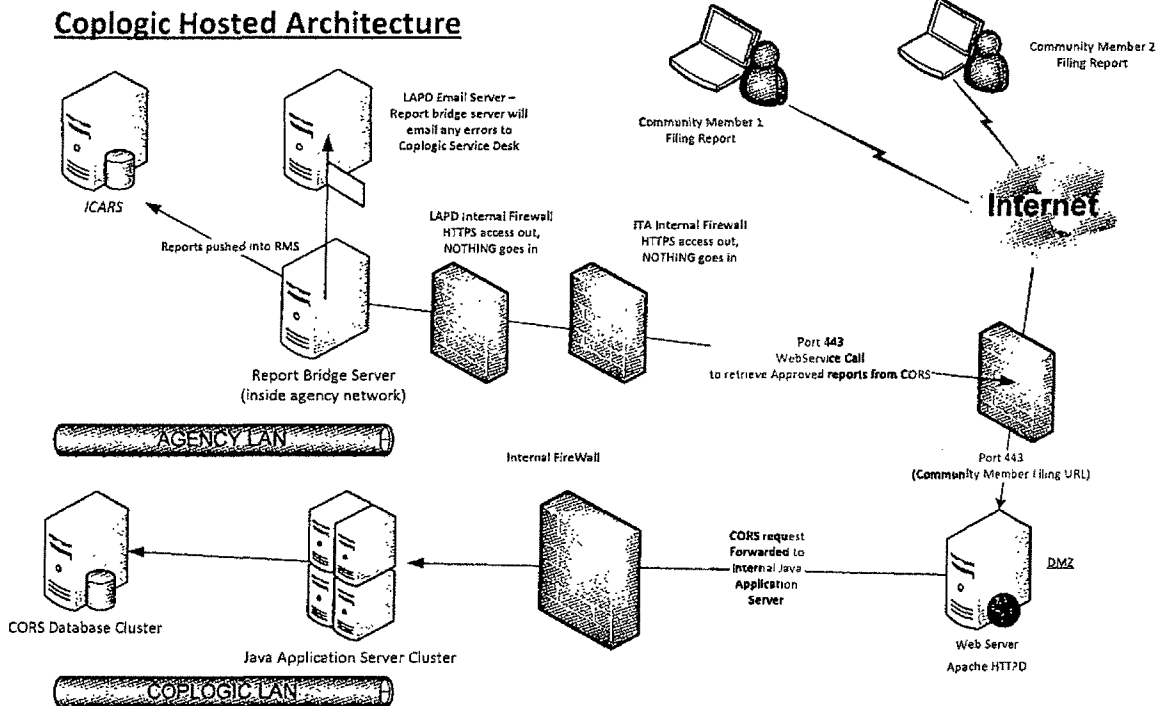 Coplogic Hosted Architecture
Community Member 2
Filing Report
LAPD Email Server –
Report bridge server will
email any errors to
Coplogic Service Desk
Community Member 1
Filing Report
Internet
ICARS
LAPD Internal Firewall
HTTPS access out,
NOTHING goes in
ITA Internal Firewall
HTTPS access out,
NOTHING goes in
Reports pushed into RMS
Port 443
WebService Call
to retrieve Approved reports from CORS
Report Bridge Server
(inside agency network)
AGENCY LAN
Internal FireWall
Port 443
(Community Member Filing URL)
CORS request
Forwarded to
Internal Java
Application
Server
DMZ
CORS Database Cluster
Java Application Server Cluster
Web Server
Apache HTTPD
COPLOGIC LAN